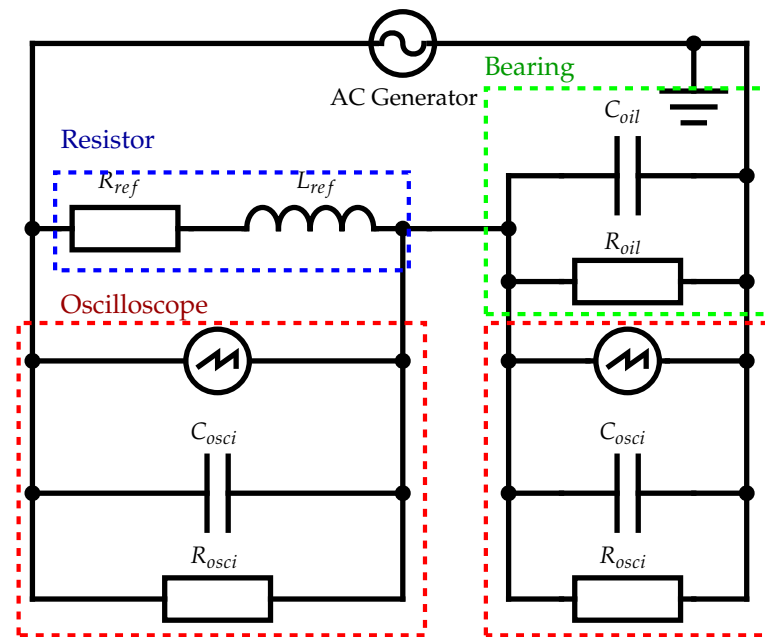 AC Generator
Bearing
Resistor
C_oil
R_ref
L_ref
R_oil
Oscilloscope
C_osci
C_osci
R_osci
R_osci